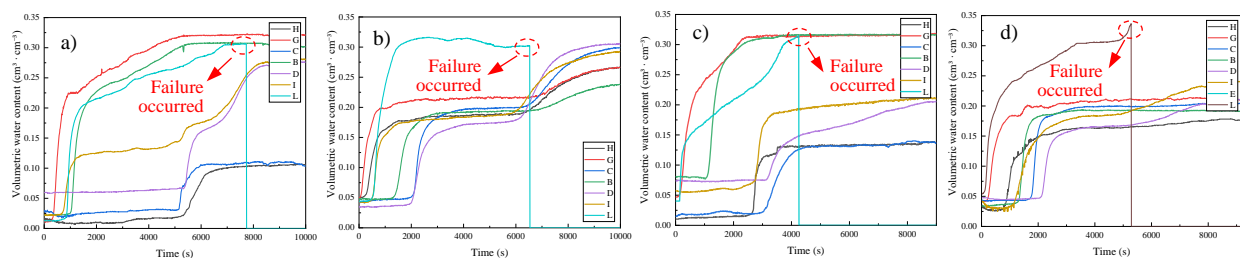 a)
Failure
occurred
H
G
C
B
D
I
L
Volumetric water content (cm³ · cm⁻³)
0.35
0.30
0.25
0.20
0.15
0.10
0.05
0.00
0
2000
4000
6000
8000
10000
Time (s)
b)
Failure
occurred
H
G
C
B
D
I
L
Volumetric water content (cm³ · cm⁻³)
0.35
0.30
0.25
0.20
0.15
0.10
0.05
0.00
0
2000
4000
6000
8000
10000
Time (s)
c)
Failure
occurred
H
G
C
B
D
I
L
Volumetric water content (cm³ · cm⁻³)
0.35
0.30
0.25
0.20
0.15
0.10
0.05
0.00
0
2000
4000
6000
8000
Time (s)
d)
Failure
occurred
H
G
C
B
D
I
E
L
Volumetric water content (cm³ · cm⁻³)
0.35
0.30
0.25
0.20
0.15
0.10
0.05
0.00
0
2000
4000
6000
8000
Time (s)